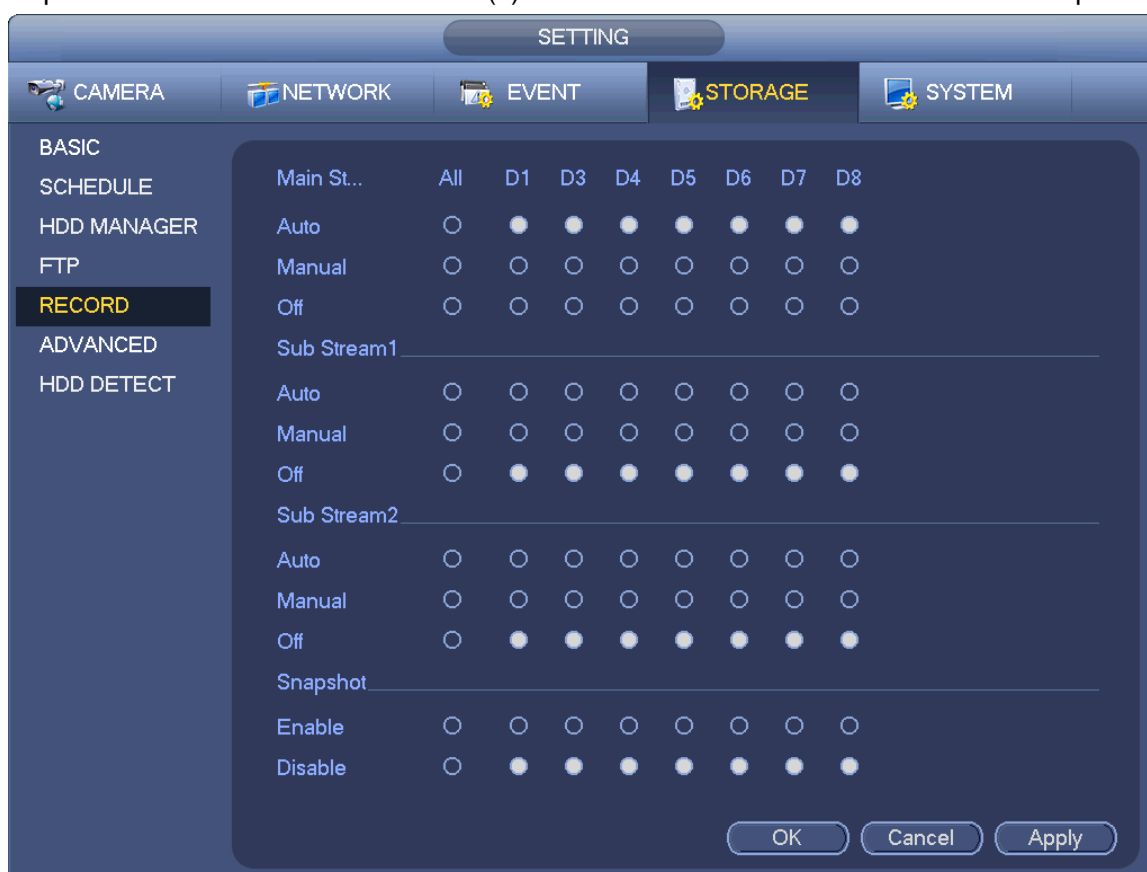 SETTING
CAMERA NETWORK EVENT STORAGE SYSTEM
BASIC
SCHEDULE
HDD MANAGER
FTP
RECORD
ADVANCED
HDD DETECT
Main St... All D1 D3 D4 D5 D6 D7 D8
Auto
Manual
Off
Sub Stream1
Auto
Manual
Off
Sub Stream2
Auto
Manual
Off
Snapshot
Enable
Disable
OK Cancel Apply